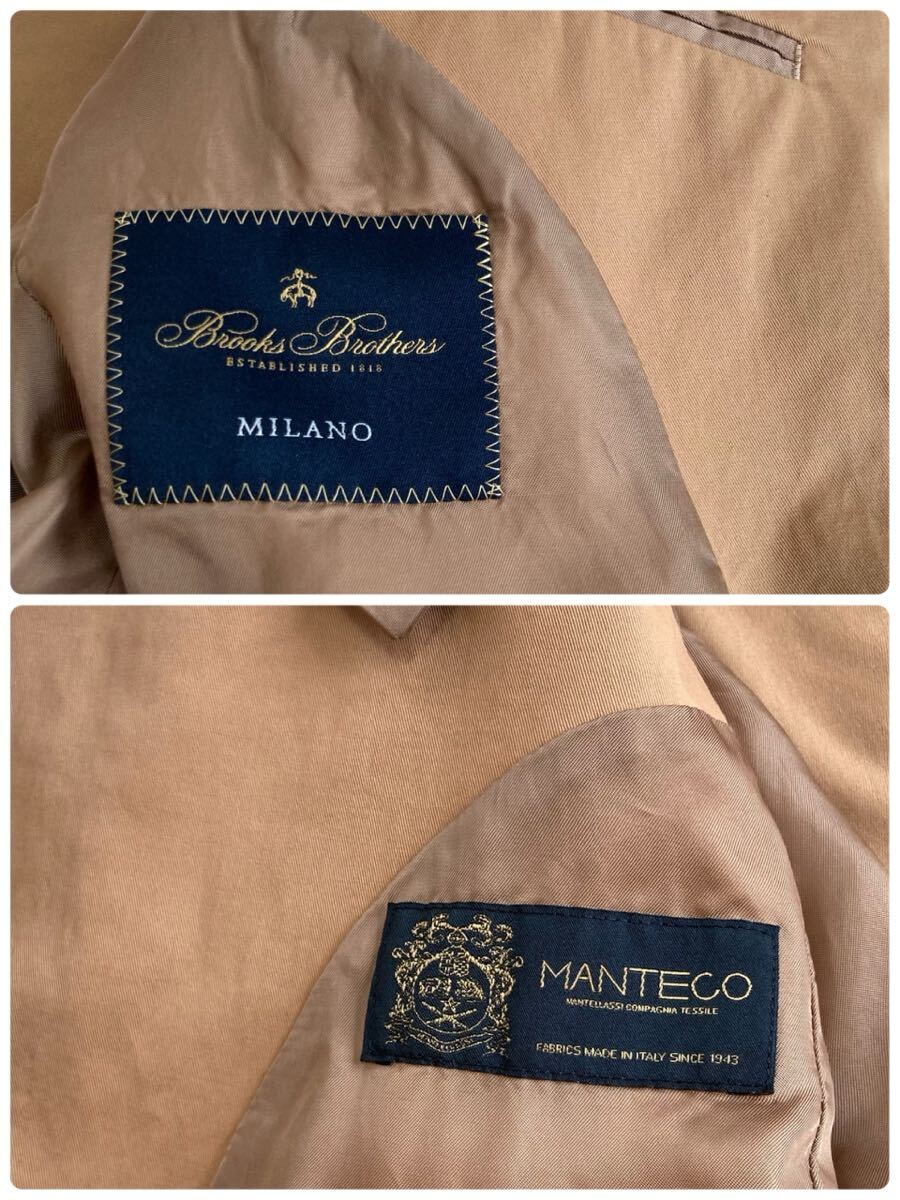 Brooks Brothers
ESTABLISHED 1818
MILANO
MANTECO
MANTELLASSI COMPAGNIA TESSILE
FABRICS MADE IN ITALY SINCE 1943